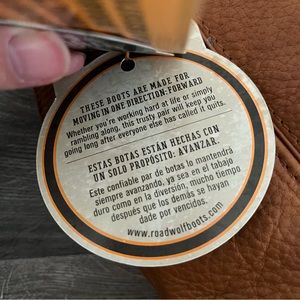 THESE BOOTS ARE MADE FOR
MOVING IN ONE DIRECTION: FORWARD
Whether you're working hard at life or simply
rambling along, this trusty pair will keep you
going long after everyone else has called it quits.
ESTAS BOTAS ESTÁN HECHAS CON
UN SOLO PROPÓSITO: AVANZAR.
Este confiable par de botas lo mantendrá
siempre avanzando, ya sea en el trabajo
duro como en la diversión, mucho tiempo
después que los demás se hayan
dade por vencidos.
www.roadwolfboots.com